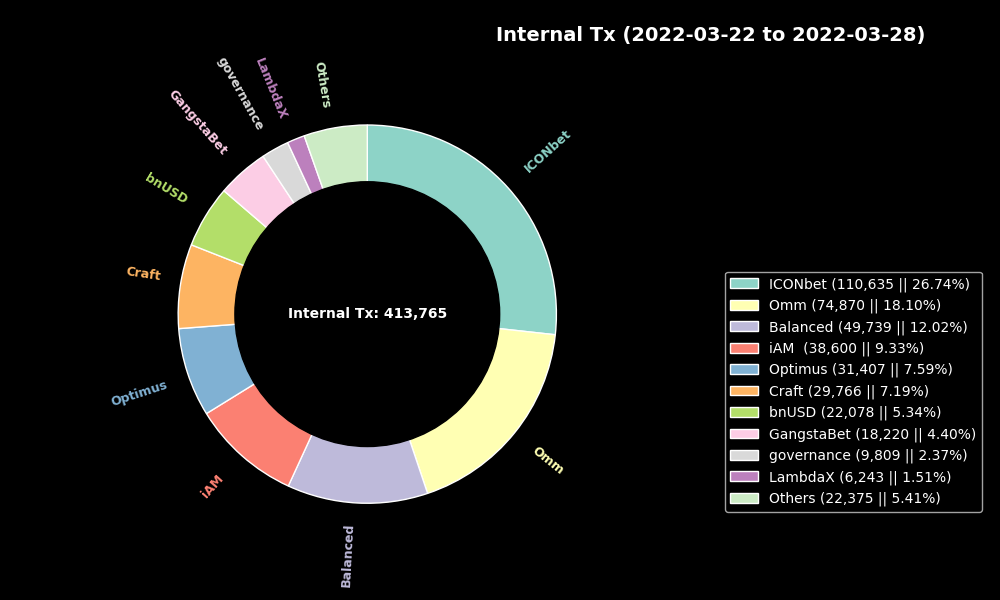 Internal Tx (2022-03-22 to 2022-03-28)
Others
LambdaX
governance
GangstaBet
ICONbet
bnUSD
Craft
Internal Tx: 413,765
Optimus
Omm
iAM
Balanced
ICONbet (110,635 || 26.74%)
Omm (74,870 || 18.10%)
Balanced (49,739 || 12.02%)
iAM  (38,600 || 9.33%)
Optimus (31,407 || 7.59%)
Craft (29,766 || 7.19%)
bnUSD (22,078 || 5.34%)
GangstaBet (18,220 || 4.40%)
governance (9,809 || 2.37%)
LambdaX (6,243 || 1.51%)
Others (22,375 || 5.41%)